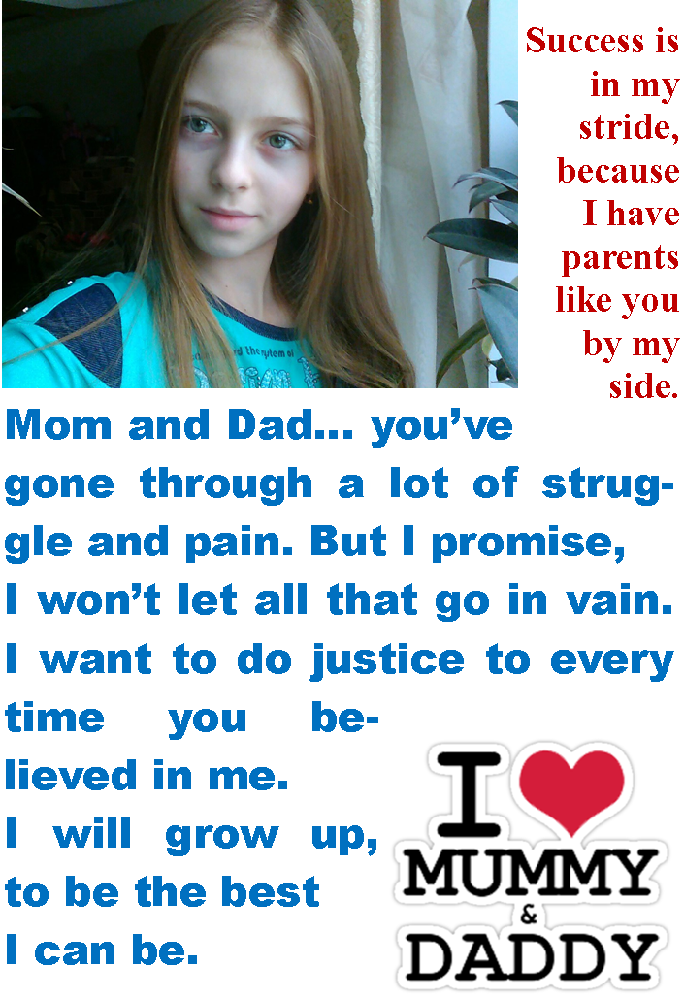 Success is
in my
stride,
because
I have
parents
like you
by my
side.
Mom and Dad... you’ve
gone through a lot of strug-
gle and pain. But I promise,
I won’t let all that go in vain.
I want to do justice to every
time you be-
lieved in me.
I will grow up,
to be the best
I can be.
I
MUMMY
&
DADDY